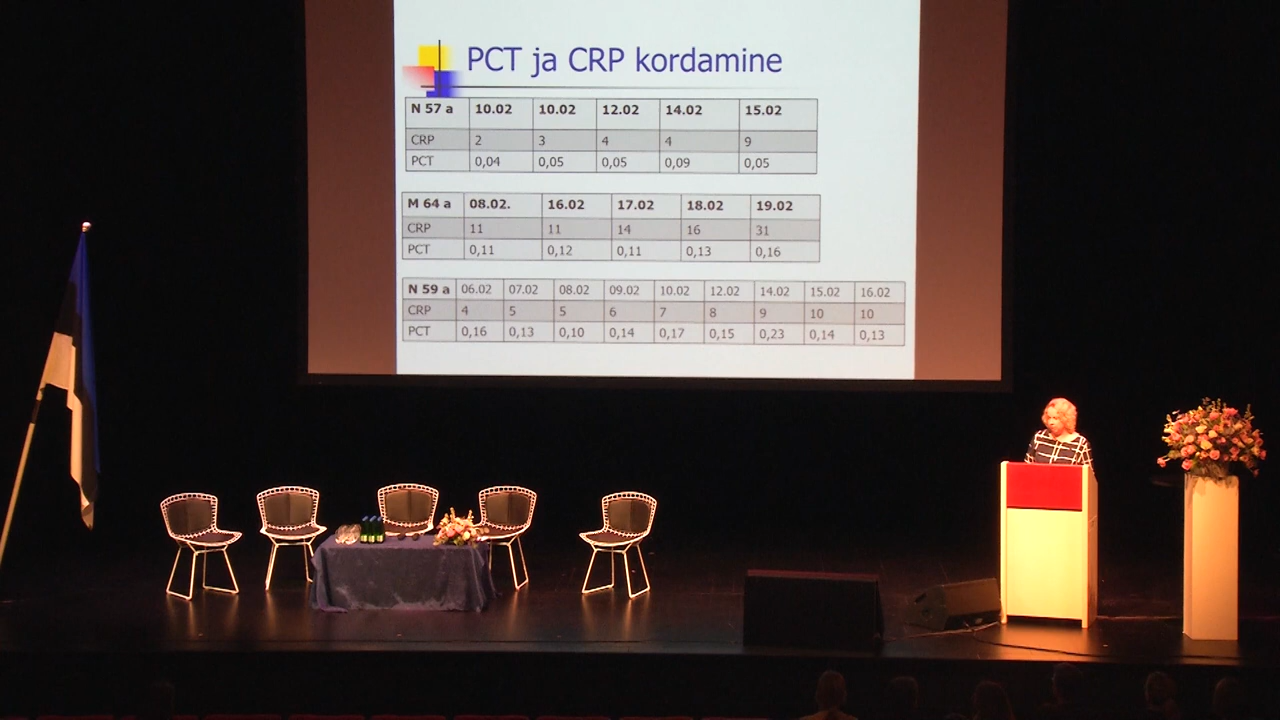 PCT ja CRP kordamine
N 57 a 10.02 10.02 12.02 14.02 15.02
CRP 2 3 4 4 9
PCT 0,04 0,05 0,05 0,09 0,05
M 64 a 08.02. 16.02 17.02 18.02 19.02
CRP 11 11 14 16 31
PCT 0,11 0,12 0,11 0,13 0,16
N 59 a 06.02 07.02 08.02 09.02 10.02 12.02 14.02 15.02 16.02
CRP 4 5 5 6 7 8 9 10 10
PCT 0,16 0,13 0,10 0,14 0,17 0,15 0,23 0,14 0,13